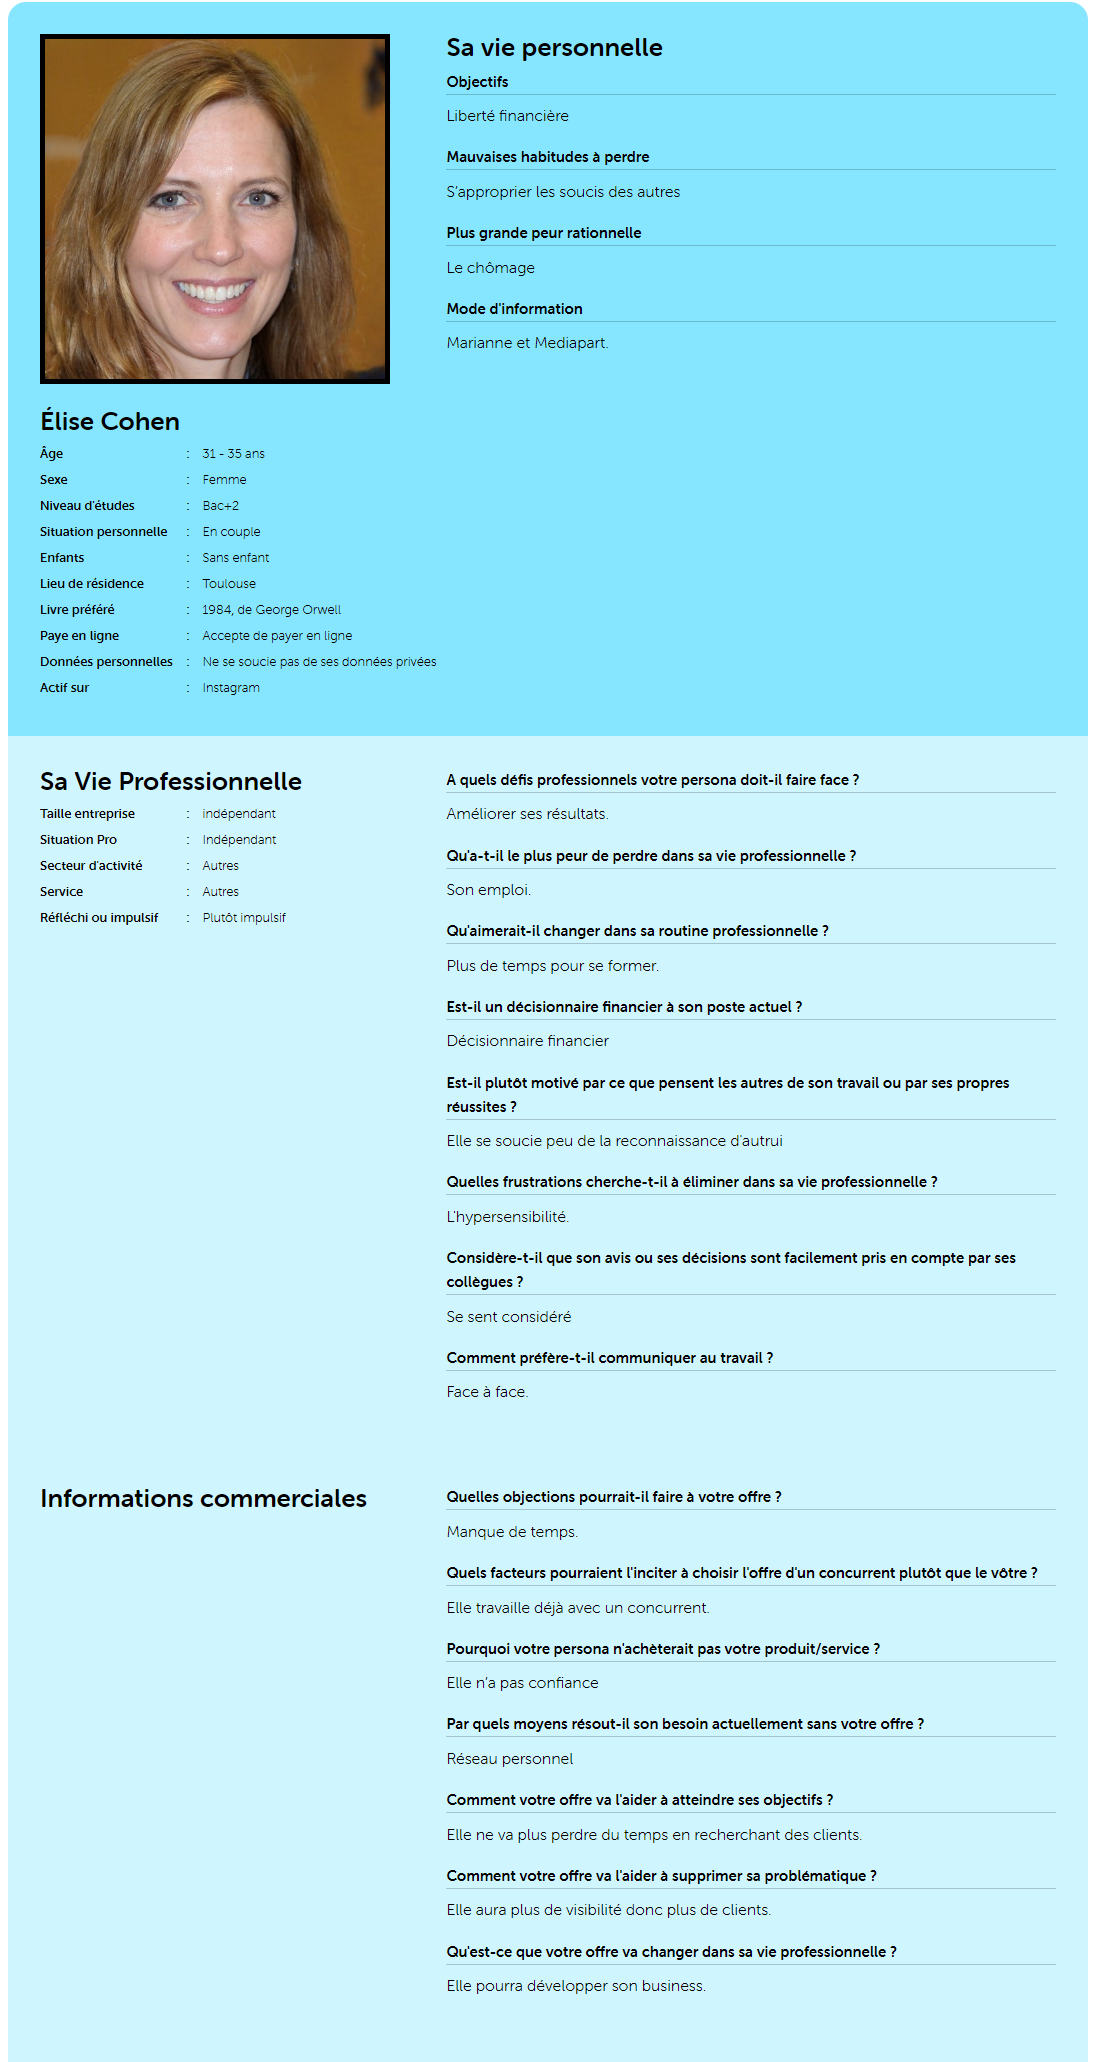 Sa vie personnelle
Objectifs
Liberté financière
Mauvaises habitudes à perdre
S’approprier les soucis des autres
Plus grande peur rationnelle
Le chômage
Mode d'information
Marianne et Mediapart.
Élise Cohen
Âge : 31 - 35 ans
Sexe : Femme
Niveau d'études : Bac+2
Situation personnelle : En couple
Enfants : Sans enfant
Lieu de résidence : Toulouse
Livre préféré : 1984, de George Orwell
Paye en ligne : Accepte de payer en ligne
Données personnelles : Ne se soucie pas de ses données privées
Actif sur : Instagram
Sa Vie Professionnelle
Taille entreprise : indépendant
Situation Pro : Indépendant
Secteur d'activité : Autres
Service : Autres
Réfléchi ou impulsif : Plutôt impulsif
A quels défis professionnels votre persona doit-il faire face ?
Améliorer ses résultats.
Qu'a-t-il le plus peur de perdre dans sa vie professionnelle ?
Son emploi.
Qu'aimerait-il changer dans sa routine professionnelle ?
Plus de temps pour se former.
Est-il un décisionnaire financier à son poste actuel ?
Décisionnaire financier
Est-il plutôt motivé par ce que pensent les autres de son travail ou par ses propres
réussites ?
Elle se soucie peu de la reconnaissance d'autrui
Quelles frustrations cherche-t-il à éliminer dans sa vie professionnelle ?
L'hypersensibilité.
Considère-t-il que son avis ou ses décisions sont facilement pris en compte par ses
collègues ?
Se sent considéré
Comment préfère-t-il communiquer au travail ?
Face à face.
Informations commerciales
Quelles objections pourrait-il faire à votre offre ?
Manque de temps.
Quels facteurs pourraient l'inciter à choisir l'offre d'un concurrent plutôt que le vôtre ?
Elle travaille déjà avec un concurrent.
Pourquoi votre persona n'achèterait pas votre produit/service ?
Elle n’a pas confiance
Par quels moyens résout-il son besoin actuellement sans votre offre ?
Réseau personnel
Comment votre offre va l'aider à atteindre ses objectifs ?
Elle ne va plus perdre du temps en recherchant des clients.
Comment votre offre va l'aider à supprimer sa problématique ?
Elle aura plus de visibilité donc plus de clients.
Qu'est-ce que votre offre va changer dans sa vie professionnelle ?
Elle pourra développer son business.